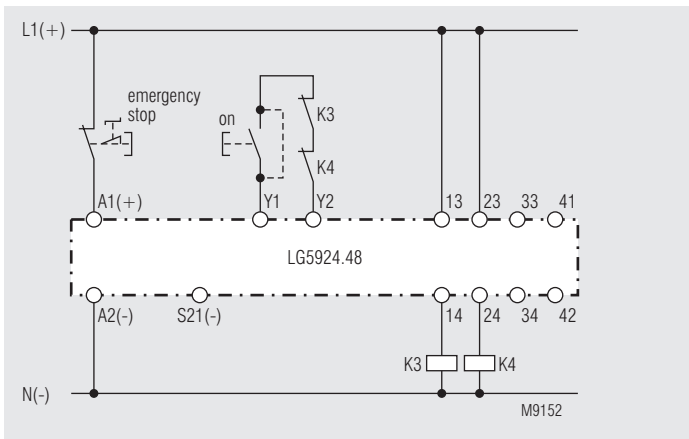 L1(+)
emergency
stop
on
K3
K4
A1(+)
Y1
Y2
13
23
33
41
LG5924.48
A2(-)
S21(-)
14
24
34
42
K3
K4
N(-)
M9152